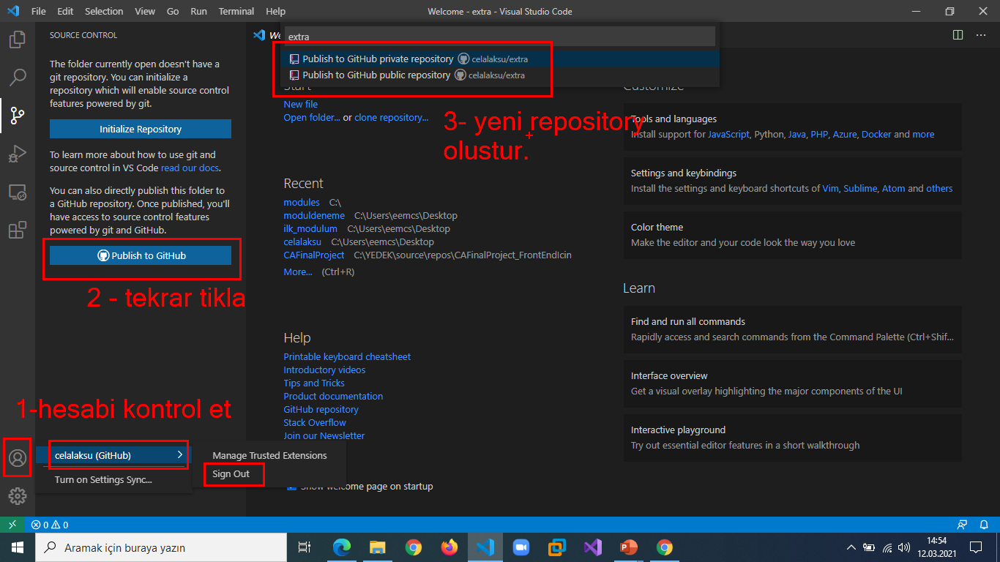 File Edit Selection View Go Run Terminal Help
Welcome - extra - Visual Studio Code
SOURCE CONTROL
The folder currently open doesn't have a
git repository. You can initialize a
repository which will enable source control
features powered by git.
Initialize Repository
To learn more about how to use git and
source control in VS Code read our docs.
You can also directly publish this folder to
a GitHub repository. Once published, you'll
have access to source control features
powered by git and GitHub.
Publish to GitHub
2 - tekrar tikla
1-hesabi kontrol et
celalaksu (GitHub)
Turn on Settings Sync...
Manage Trusted Extensions
Sign Out
extra
Publish to GitHub private repository celalaksu/extra
Publish to GitHub public repository celalaksu/extra
3- yeni repository
olustur.
Start
New file
Open folder... or clone repository...
Recent
modules C:\
moduldeneme C:\Users\eemcs\Desktop
ilk_modulum C:\Users\eemcs\Desktop
celalaksu C:\Users\eemcs\Desktop
CAFinalProject C:\YEDEK\source\repos\CAFinalProject_FrontEndIcin
More... (Ctrl+R)
Help
Printable keyboard cheatsheet
Introductory videos
Tips and Tricks
Product documentation
GitHub repository
Stack Overflow
Join our Newsletter
Show welcome page on startup
Customize
Tools and languages
Install support for JavaScript, Python, Java, PHP, Azure, Docker and more
Settings and keybindings
Install the settings and keyboard shortcuts of Vim, Sublime, Atom and others
Color theme
Make the editor and your code look the way you love
Learn
Find and run all commands
Rapidly access and search commands from the Command Palette (Ctrl+Shif...
Interface overview
Get a visual overlay highlighting the major components of the UI
Interactive playground
Try out essential editor features in a short walkthrough
0 0
Aramak için buraya yazın
14:54
12.03.2021